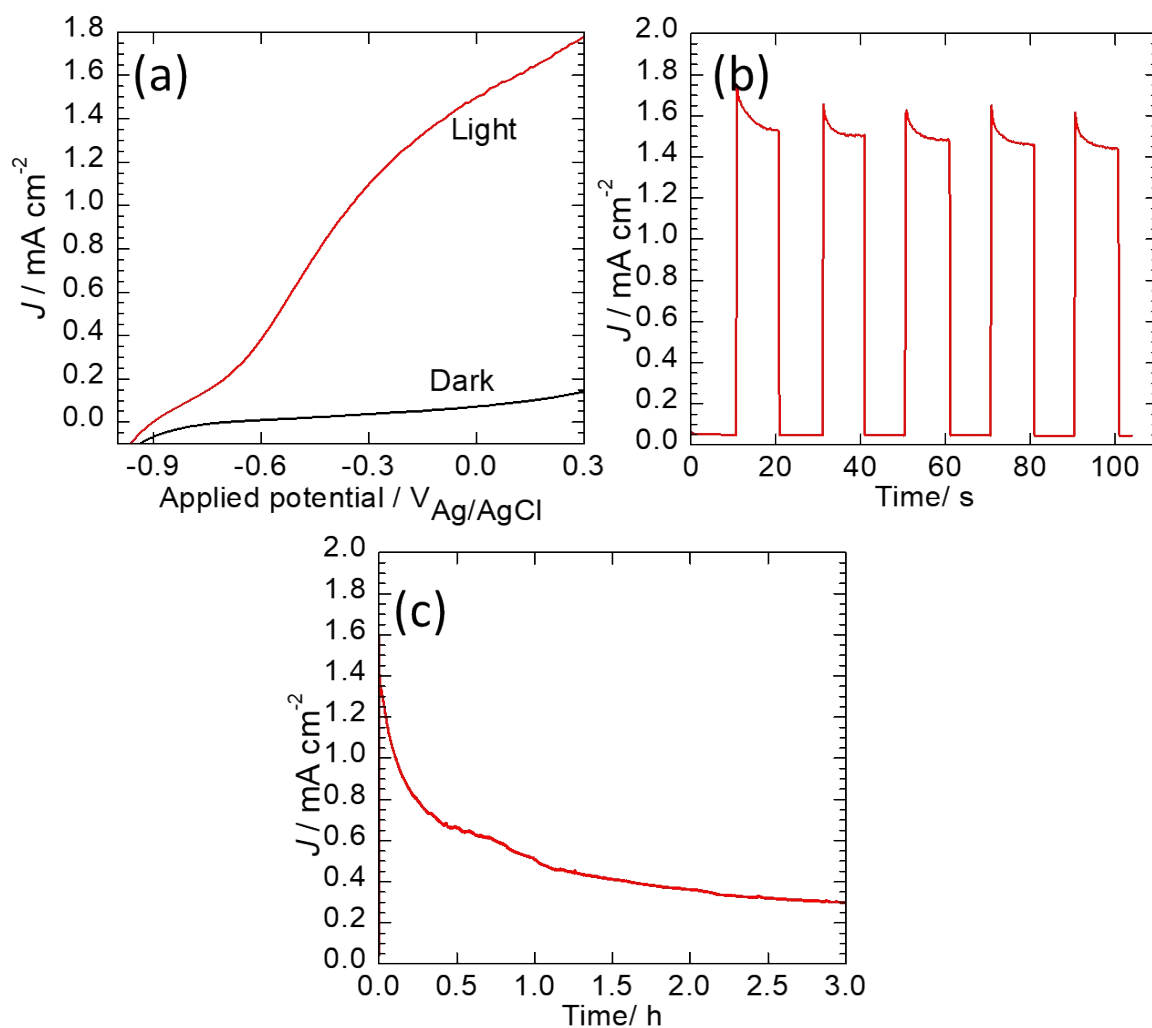 (a)
1.8
1.6
1.4
1.2
1.0
0.8
0.6
0.4
0.2
0.0
J / mA cm-2
Light
Dark
-0.9 -0.6 -0.3 0.0 0.3
Applied potential / V Ag/AgCl
(b)
2.0
1.8
1.6
1.4
1.2
1.0
0.8
0.6
0.4
0.2
0.0
J / mA cm-2
0 20 40 60 80 100
Time/ s
(c)
2.0
1.8
1.6
1.4
1.2
1.0
0.8
0.6
0.4
0.2
0.0
J / mA cm-2
0.0 0.5 1.0 1.5 2.0 2.5 3.0
Time/ h